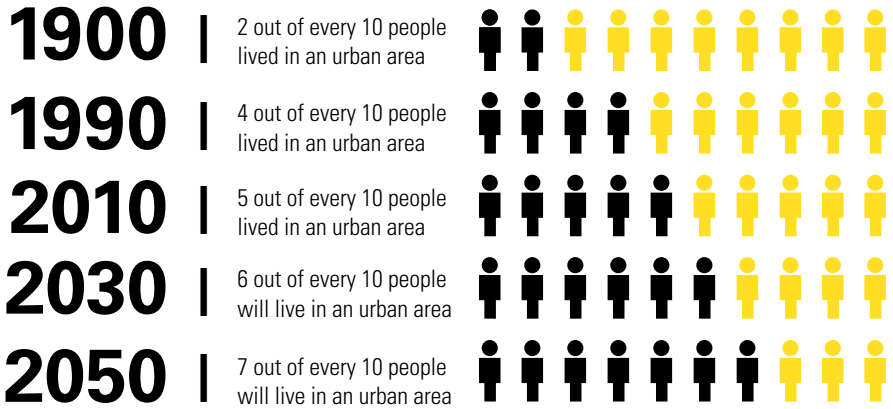 1900
2 out of every 10 people
lived in an urban area
1990
4 out of every 10 people
lived in an urban area
2010
5 out of every 10 people
lived in an urban area
2030
6 out of every 10 people
will live in an urban area
2050
7 out of every 10 people
will live in an urban area